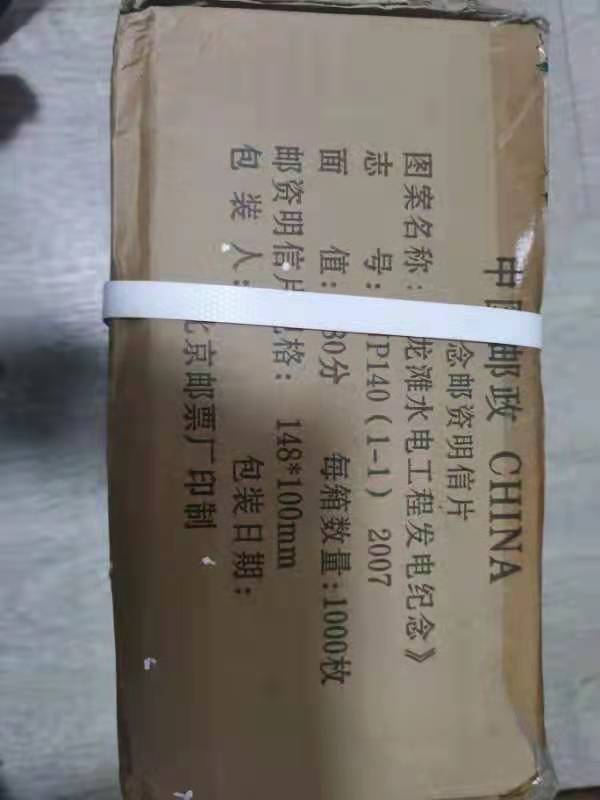 中国邮政 CHINA
念邮资明信片
图案名称:龙滩水电工程发电纪念》
志 号: P140(1-1) 2007
面 值: 80分 每箱数量:1000枚
邮资明信片 格: 148*100mm
包 装 人: 包装日期:
北京邮票厂印制